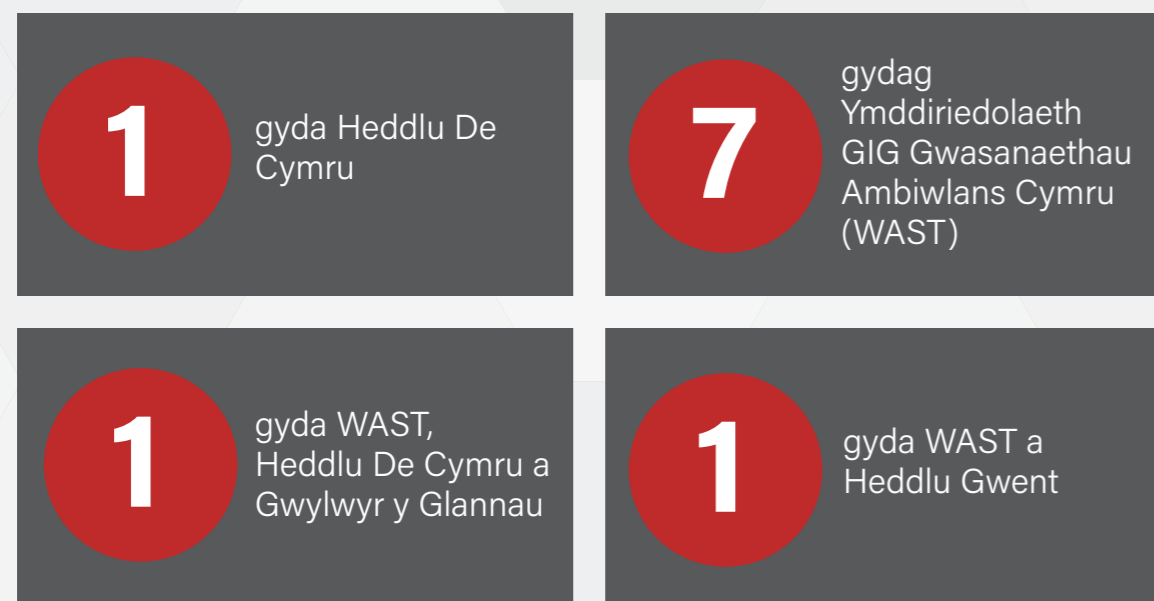 1
gyda Heddlu De
Cymru
7
gydag
Ymddiriedolaeth
GIG Gwasanaethau
Ambiwlans Cymru
(WAST)
1
gyda WAST,
Heddlu De Cymru a
Gwylwyr y Glannau
1
gyda WAST a
Heddlu Gwent